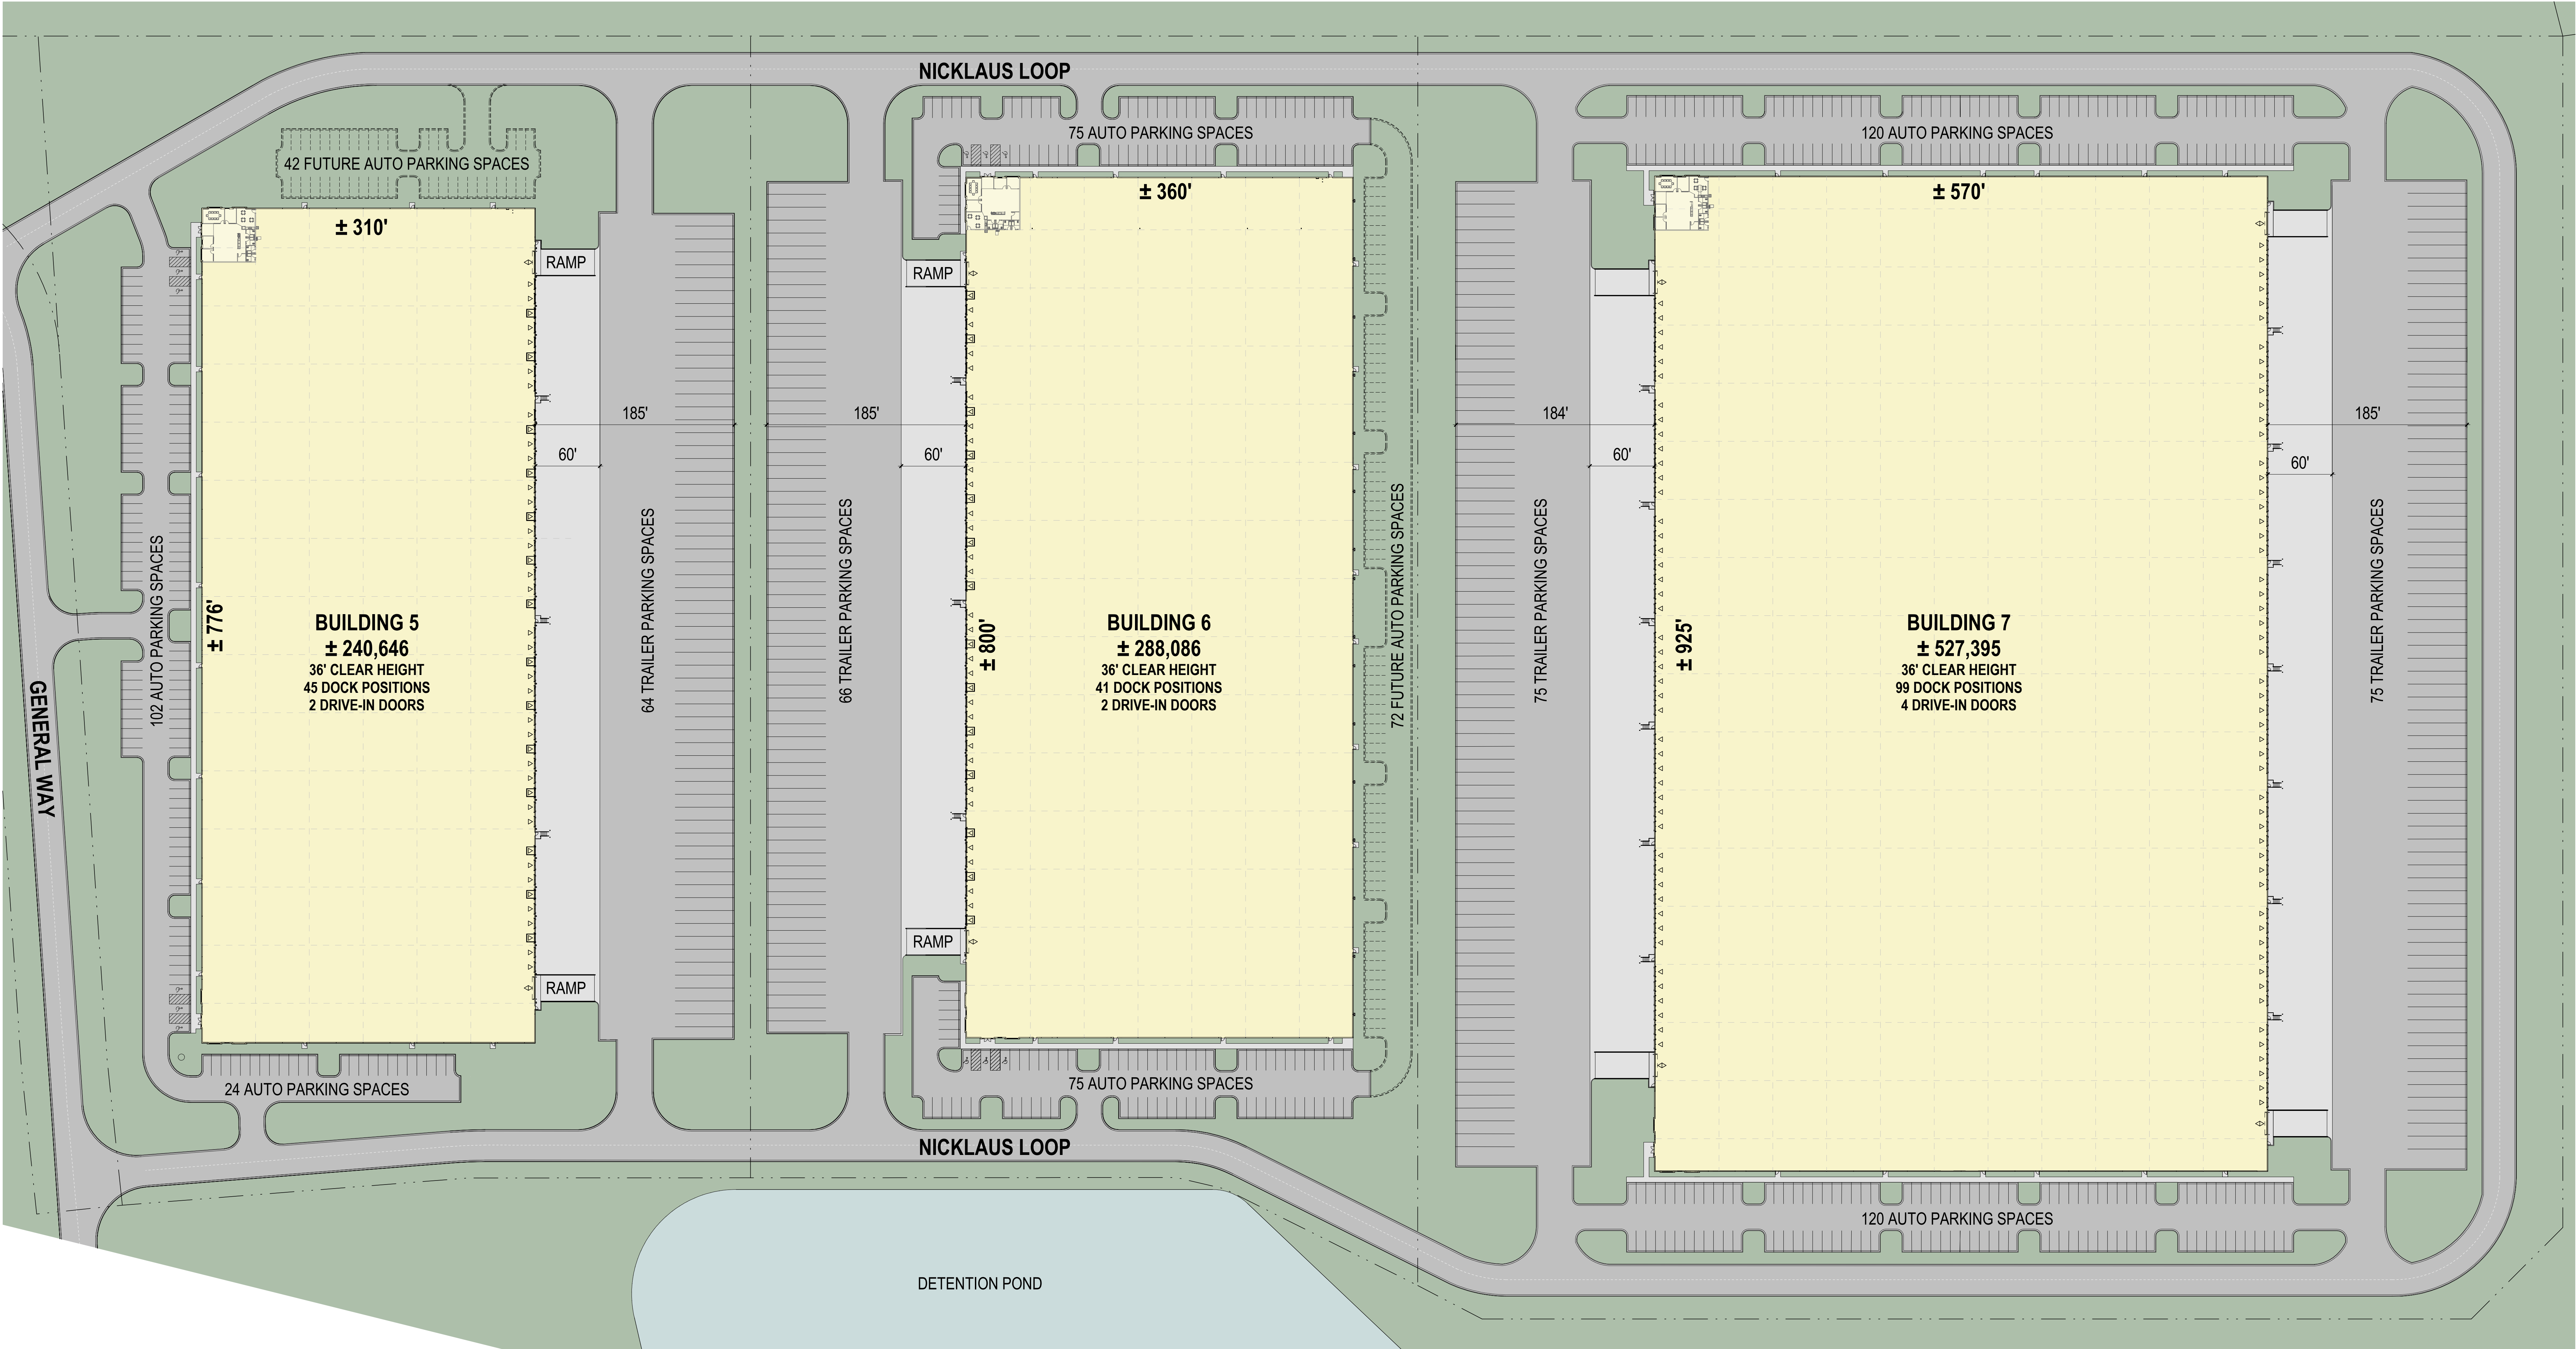 NICKLAUS LOOP
42 FUTURE AUTO PARKING SPACES
75 AUTO PARKING SPACES
120 AUTO PARKING SPACES
± 310'
± 360'
± 570'
RAMP
RAMP
185'
185'
184'
185'
60'
60'
60'
60'
GENERAL WAY
102 AUTO PARKING SPACES
± 776'
BUILDING 5
± 240,646
36' CLEAR HEIGHT
45 DOCK POSITIONS
2 DRIVE-IN DOORS
64 TRAILER PARKING SPACES
66 TRAILER PARKING SPACES
± 800'
BUILDING 6
± 288,086
36' CLEAR HEIGHT
41 DOCK POSITIONS
2 DRIVE-IN DOORS
72 FUTURE AUTO PARKING SPACES
75 TRAILER PARKING SPACES
± 925'
BUILDING 7
± 527,395
36' CLEAR HEIGHT
99 DOCK POSITIONS
4 DRIVE-IN DOORS
75 TRAILER PARKING SPACES
RAMP
RAMP
24 AUTO PARKING SPACES
75 AUTO PARKING SPACES
NICKLAUS LOOP
120 AUTO PARKING SPACES
DETENTION POND